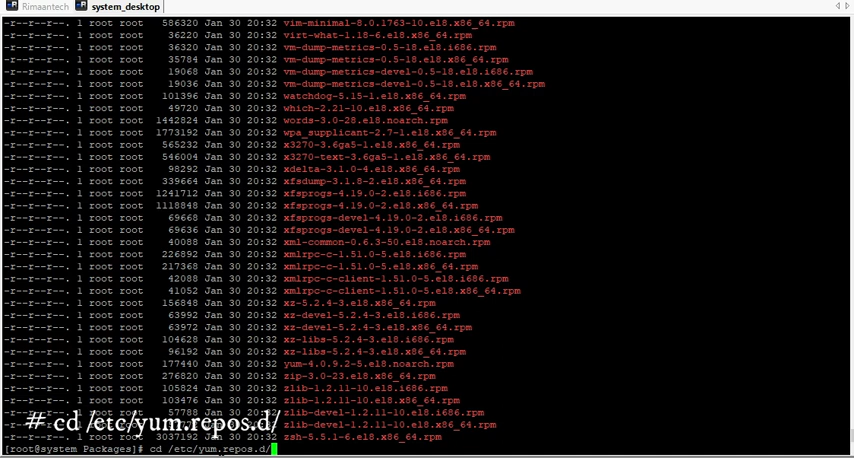 Rimaantech system_desktop
-r--r--r--. 1 root root 586320 Jan 30 20:32 vim-minimal-8.0.1763-10.el8.x86_64.rpm
-r--r--r--. 1 root root 36220 Jan 30 20:32 virt-what-1.18-6.el8.x86_64.rpm
-r--r--r--. 1 root root 36320 Jan 30 20:32 vm-dump-metrics-0.5-18.el8.i686.rpm
-r--r--r--. 1 root root 35784 Jan 30 20:32 vm-dump-metrics-0.5-18.el8.x86_64.rpm
-r--r--r--. 1 root root 19068 Jan 30 20:32 vm-dump-metrics-devel-0.5-18.el8.i686.rpm
-r--r--r--. 1 root root 19036 Jan 30 20:32 vm-dump-metrics-devel-0.5-18.el8.x86_64.rpm
-r--r--r--. 1 root root 101396 Jan 30 20:32 watchdog-5.15-1.el8.x86_64.rpm
-r--r--r--. 1 root root 49720 Jan 30 20:32 which-2.21-10.el8.x86_64.rpm
-r--r--r--. 1 root root 1442824 Jan 30 20:32 words-3.0-28.el8.noarch.rpm
-r--r--r--. 1 root root 1773192 Jan 30 20:32 wpa_supplicant-2.7-1.el8.x86_64.rpm
-r--r--r--. 1 root root 565232 Jan 30 20:32 x3270-3.6ga5-1.el8.x86_64.rpm
-r--r--r--. 1 root root 546004 Jan 30 20:32 x3270-text-3.6ga5-1.el8.x86_64.rpm
-r--r--r--. 1 root root 98292 Jan 30 20:32 xdelta-3.1.0-4.el8.x86_64.rpm
-r--r--r--. 1 root root 339664 Jan 30 20:32 xfsdump-3.1.8-2.el8.x86_64.rpm
-r--r--r--. 1 root root 1241712 Jan 30 20:32 xfsprogs-4.19.0-2.el8.i686.rpm
-r--r--r--. 1 root root 1118848 Jan 30 20:32 xfsprogs-4.19.0-2.el8.x86_64.rpm
-r--r--r--. 1 root root 69668 Jan 30 20:32 xfsprogs-devel-4.19.0-2.el8.i686.rpm
-r--r--r--. 1 root root 69636 Jan 30 20:32 xfsprogs-devel-4.19.0-2.el8.x86_64.rpm
-r--r--r--. 1 root root 40088 Jan 30 20:32 xml-common-0.6.3-50.el8.noarch.rpm
-r--r--r--. 1 root root 226892 Jan 30 20:32 xmlrpc-c-1.51.0-5.el8.i686.rpm
-r--r--r--. 1 root root 217368 Jan 30 20:32 xmlrpc-c-1.51.0-5.el8.x86_64.rpm
-r--r--r--. 1 root root 42088 Jan 30 20:32 xmlrpc-c-client-1.51.0-5.el8.i686.rpm
-r--r--r--. 1 root root 41052 Jan 30 20:32 xmlrpc-c-client-1.51.0-5.el8.x86_64.rpm
-r--r--r--. 1 root root 156848 Jan 30 20:32 xz-5.2.4-3.el8.x86_64.rpm
-r--r--r--. 1 root root 63992 Jan 30 20:32 xz-devel-5.2.4-3.el8.i686.rpm
-r--r--r--. 1 root root 63972 Jan 30 20:32 xz-devel-5.2.4-3.el8.x86_64.rpm
-r--r--r--. 1 root root 104628 Jan 30 20:32 xz-libs-5.2.4-3.el8.i686.rpm
-r--r--r--. 1 root root 96192 Jan 30 20:32 xz-libs-5.2.4-3.el8.x86_64.rpm
-r--r--r--. 1 root root 177440 Jan 30 20:32 yum-4.0.9.2-5.el8.noarch.rpm
-r--r--r--. 1 root root 276820 Jan 30 20:32 zip-3.0-23.el8.x86_64.rpm
-r--r--r--. 1 root root 105824 Jan 30 20:32 zlib-1.2.11-10.el8.i686.rpm
-r--r--r--. 1 root root 103476 Jan 30 20:32 zlib-1.2.11-10.el8.x86_64.rpm
-r--r--r--. 1 root root 57788 Jan 30 20:32 zlib-devel-1.2.11-10.el8.i686.rpm
# cd /etc/yum.repos.d/
20:32 zlib-devel-1.2.11-10.el8.x86_64.rpm
-r--r--r--. 1 root root 3037192 Jan 30 20:32 zsh-5.5.1-6.el8.x86_64.rpm
[root@system Packages]# cd /etc/yum.repos.d/